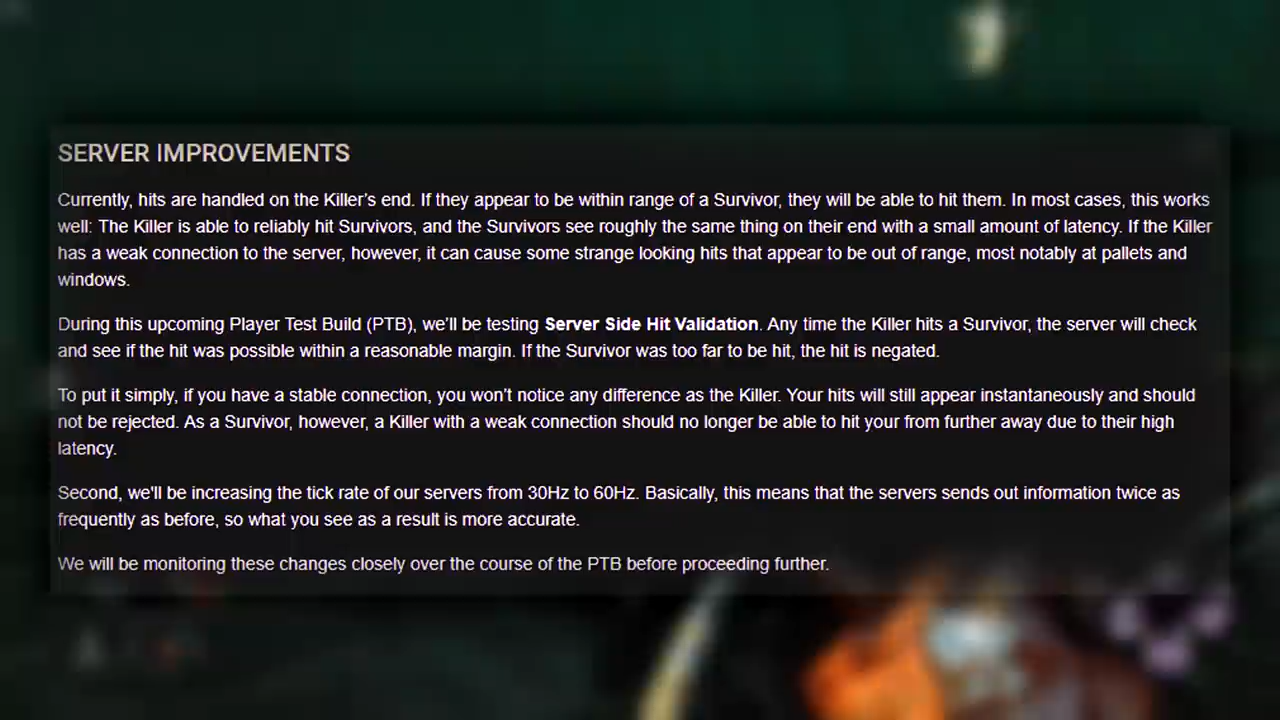 SERVER IMPROVEMENTS
Currently, hits are handled on the Killer's end. If they appear to be within range of a Survivor, they will be able to hit them. In most cases, this works
well: The Killer is able to reliably hit Survivors, and the Survivors see roughly the same thing on their end with a small amount of latency. If the Killer
has a weak connection to the server, however, it can cause some strange looking hits that appear to be out of range, most notably at pallets and
windows.
During this upcoming Player Test Build (PTB), we'll be testing Server Side Hit Validation. Any time the Killer hits a Survivor, the server will check
and see if the hit was possible within a reasonable margin. If the Survivor was too far to be hit, the hit is negated.
To put it simply, if you have a stable connection, you won't notice any difference as the Killer. Your hits will still appear instantaneously and should
not be rejected. As a Survivor, however, a Killer with a weak connection should no longer be able to hit your from further away due to their high
latency.
Second, we'll be increasing the tick rate of our servers from 30Hz to 60Hz. Basically, this means that the servers sends out information twice as
frequently as before, so what you see as a result is more accurate.
We will be monitoring these changes closely over the course of the PTB before proceeding further.